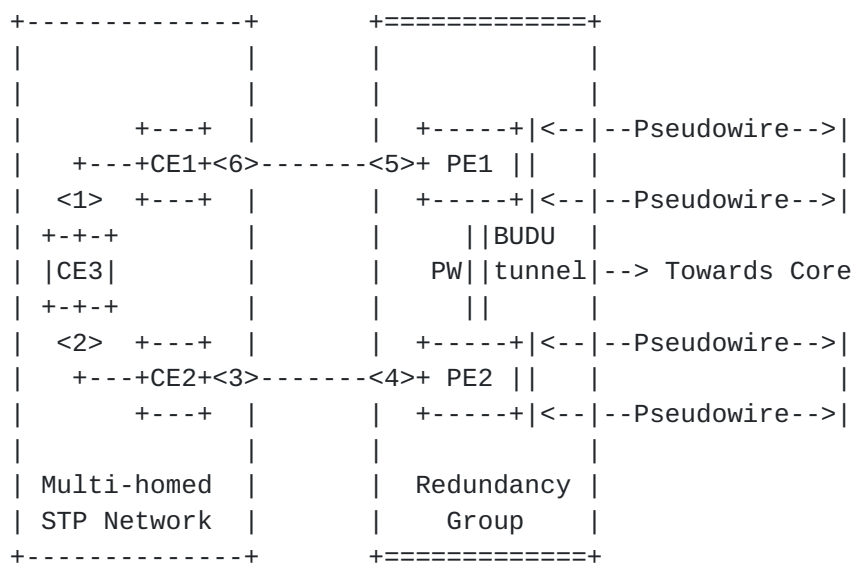 +--------------+       +=============+
|              |       |             |
|              |       |             |
|       +---+  |       |  +-----+|<--|--Pseudowire-->|
|   +---+CE1+<6>-------<5>+ PE1 ||   |               |
|  <1>  +---+  |       |  +-----+|<--|--Pseudowire-->|
| +-+-+        |       |     ||BUDU  |
| |CE3|        |       |   PW||tunnel|--> Towards Core
| +-+-+        |       |     ||      |
|  <2>  +---+  |       |  +-----+|<--|--Pseudowire-->|
|   +---+CE2+<3>-------<4>+ PE2 ||   |               |
|       +---+  |       |  +-----+|<--|--Pseudowire-->|
|              |       |             |
| Multi-homed  |       |  Redundancy |
| STP Network  |       |    Group    |
+--------------+       +=============+